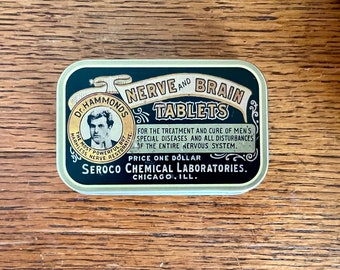 NERVE AND BRAIN
TABLETS
DR. HAMMOND'S
FOR THE TREATMENT AND CURE OF MEN'S
SPECIAL DISEASES AND ALL DISTURBANCES
OF THE ENTIRE NERVOUS SYSTEM.
PRICE ONE DOLLAR
SEROCO CHEMICAL LABORATORIES.
CHICAGO. ILL.